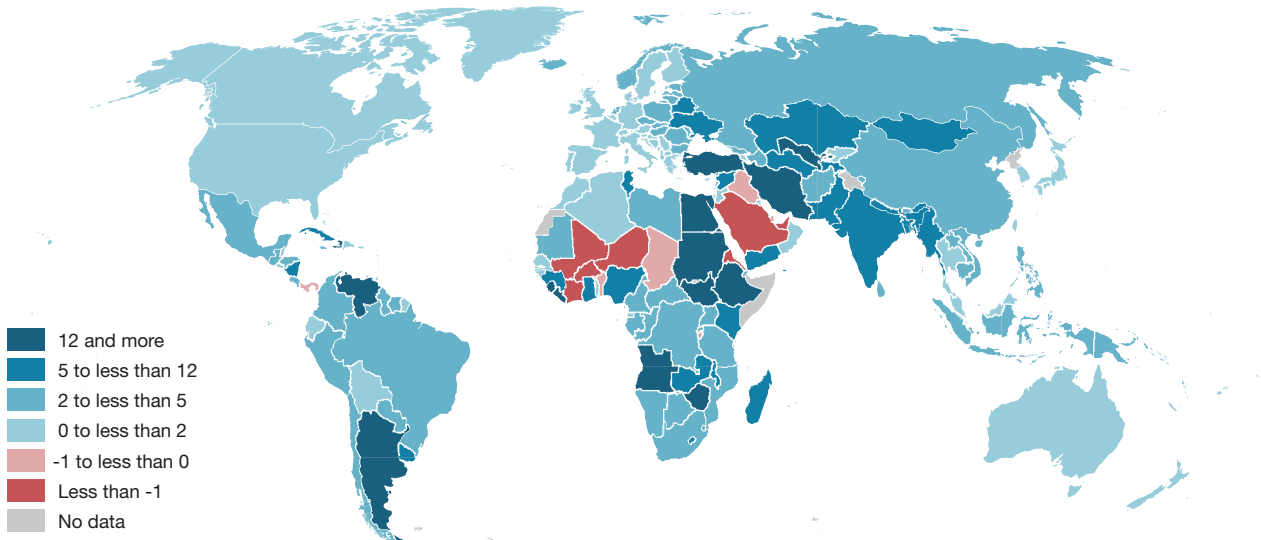 12 and more
5 to less than 12
2 to less than 5
0 to less than 2
-1 to less than 0
Less than -1
No data